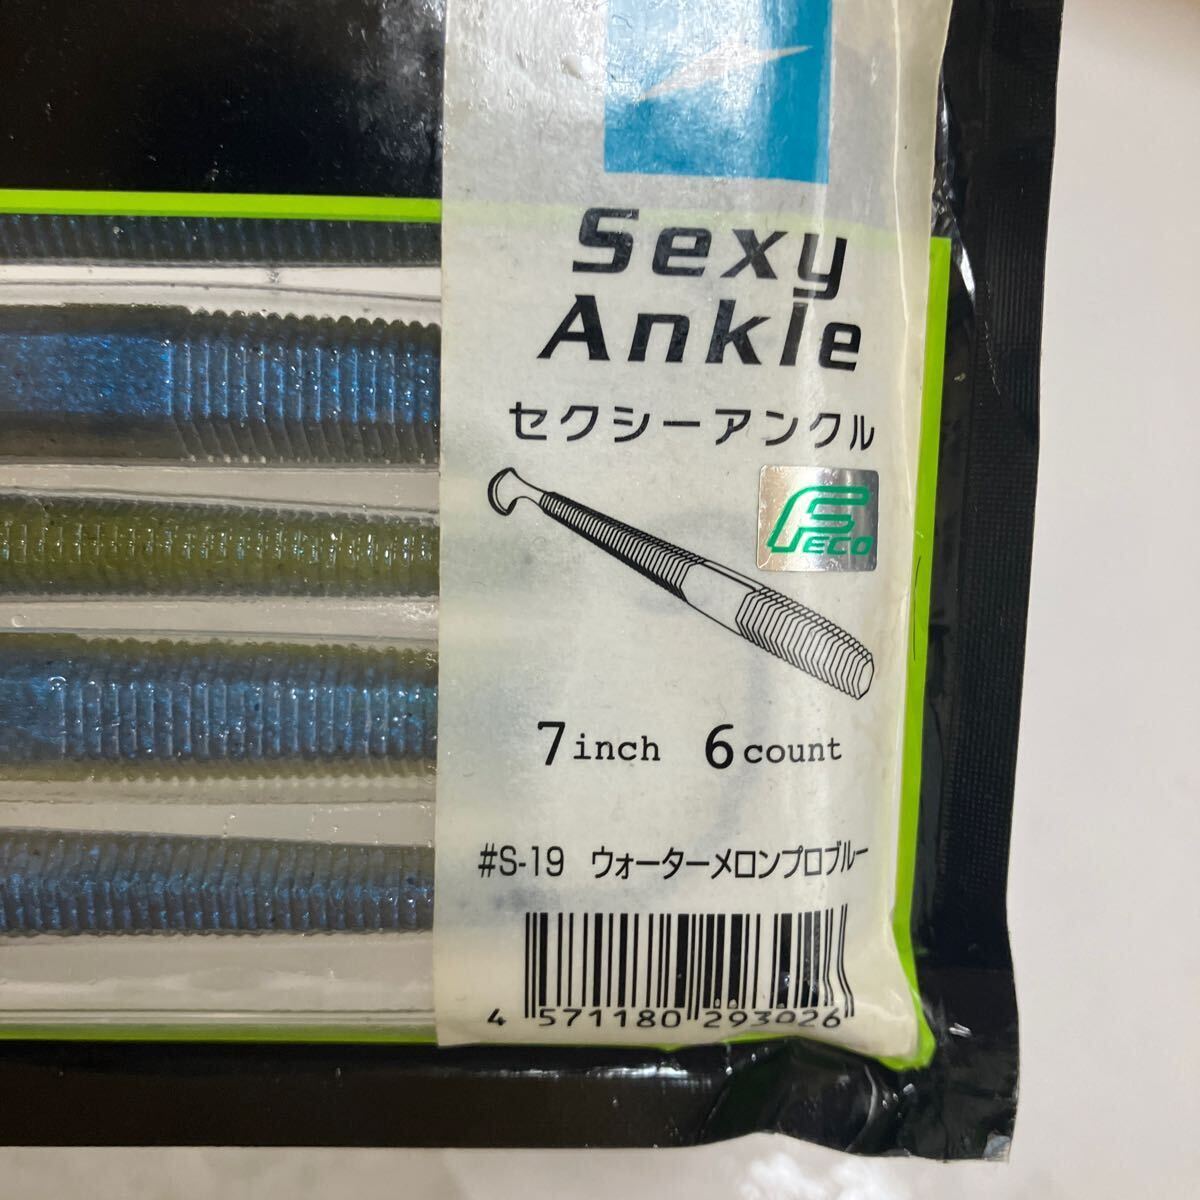 Sexy
Ankle
セクシーアンクル
FECO
7inch 6count
#S-19 ウォーターメロンプロブルー
4 571180 293026